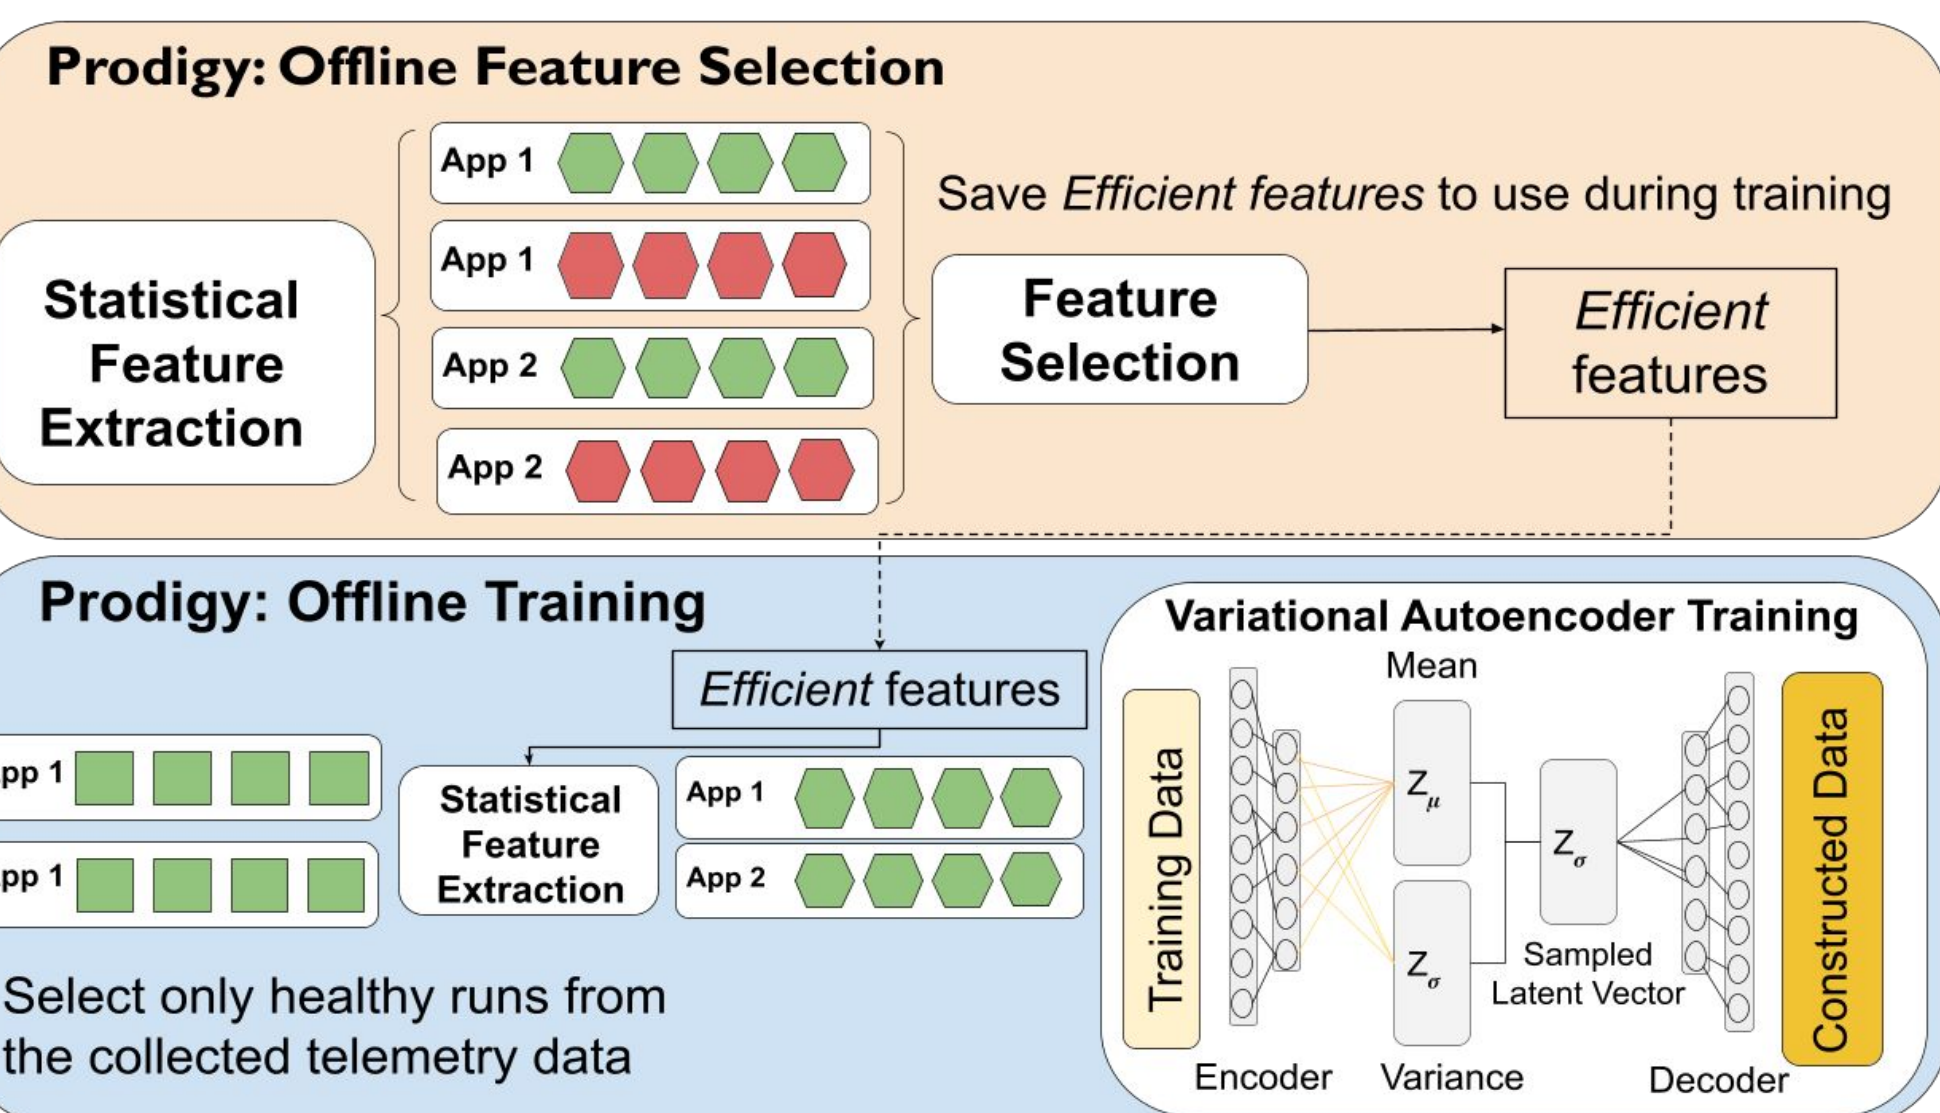 Prodigy: Offline Feature Selection
App 1
App 1
App 2
App 2
Statistical
Feature
Extraction
Save Efficient features to use during training
Feature
Selection
Efficient
features
Prodigy: Offline Training
Efficient features
pp 1
pp 1
Statistical
Feature
Extraction
App 1
App 2
Select only healthy runs from
the collected telemetry data
Variational Autoencoder Training
Training Data
Encoder
Mean
Zμ
Zσ
Variance
Zσ
Sampled
Latent Vector
Decoder
Constructed Data